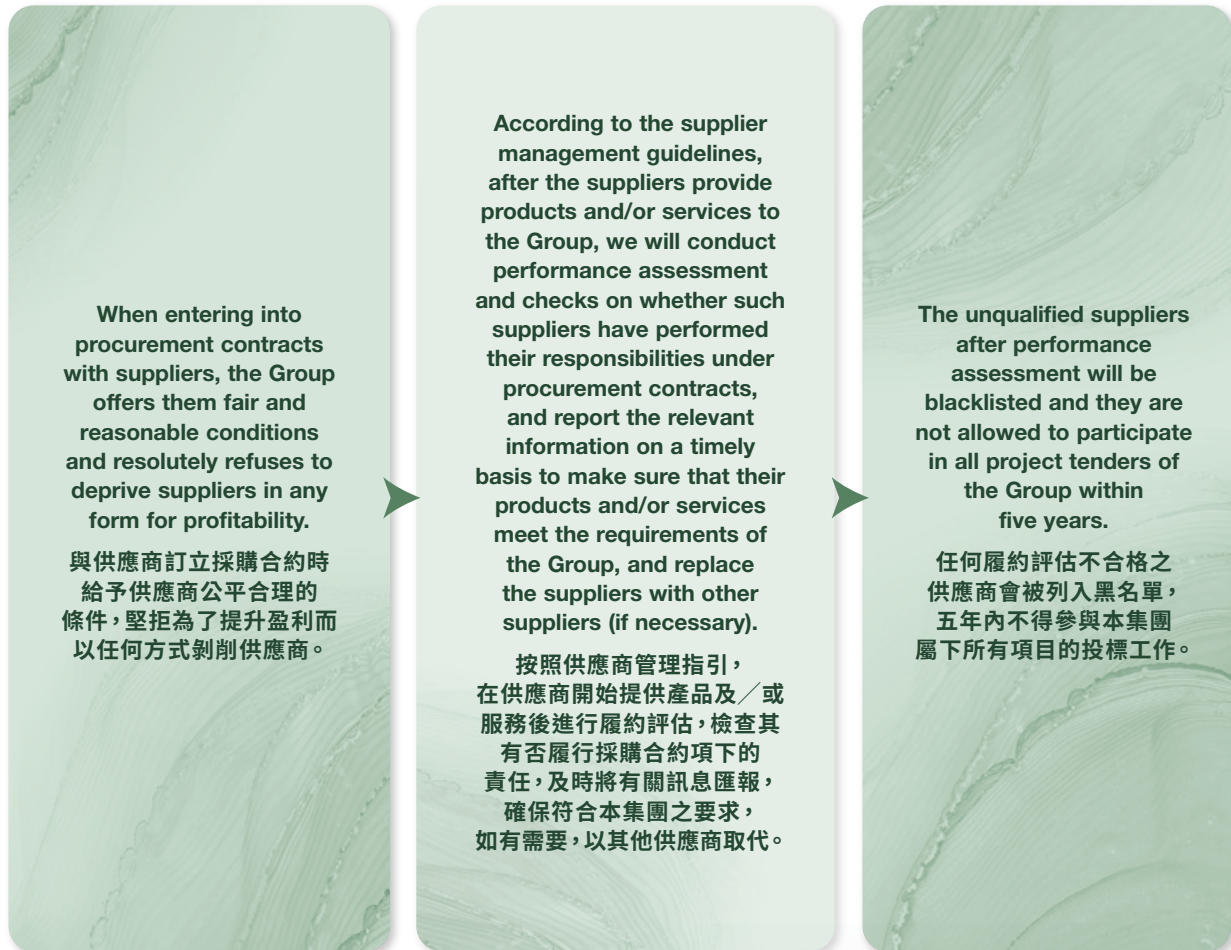 When entering into
procurement contracts
with suppliers, the Group
offers them fair and
reasonable conditions
and resolutely refuses to
deprive suppliers in any
form for profitability.
與供應商訂立採購合約時
給予供應商公平合理的
條件，堅拒為了提升盈利而
以任何方式剝削供應商。
According to the supplier
management guidelines,
after the suppliers provide
products and/or services to
the Group, we will conduct
performance assessment
and checks on whether such
suppliers have performed
their responsibilities under
procurement contracts,
and report the relevant
information on a timely
basis to make sure that their
products and/or services
meet the requirements of
the Group, and replace
the suppliers with other
suppliers (if necessary).
按照供應商管理指引，
在供應商開始提供產品及╱或
服務後進行履約評估，檢查其
有否履行採購合約項下的
責任，及時將有關訊息匯報，
確保符合本集團之要求，
如有需要，以其他供應商取代。
The unqualified suppliers
after performance
assessment will be
blacklisted and they are
not allowed to participate
in all project tenders of
the Group within
five years.
任何履約評估不合格之
供應商會被列入黑名單，
五年內不得參與本集團
屬下所有項目的投標工作。